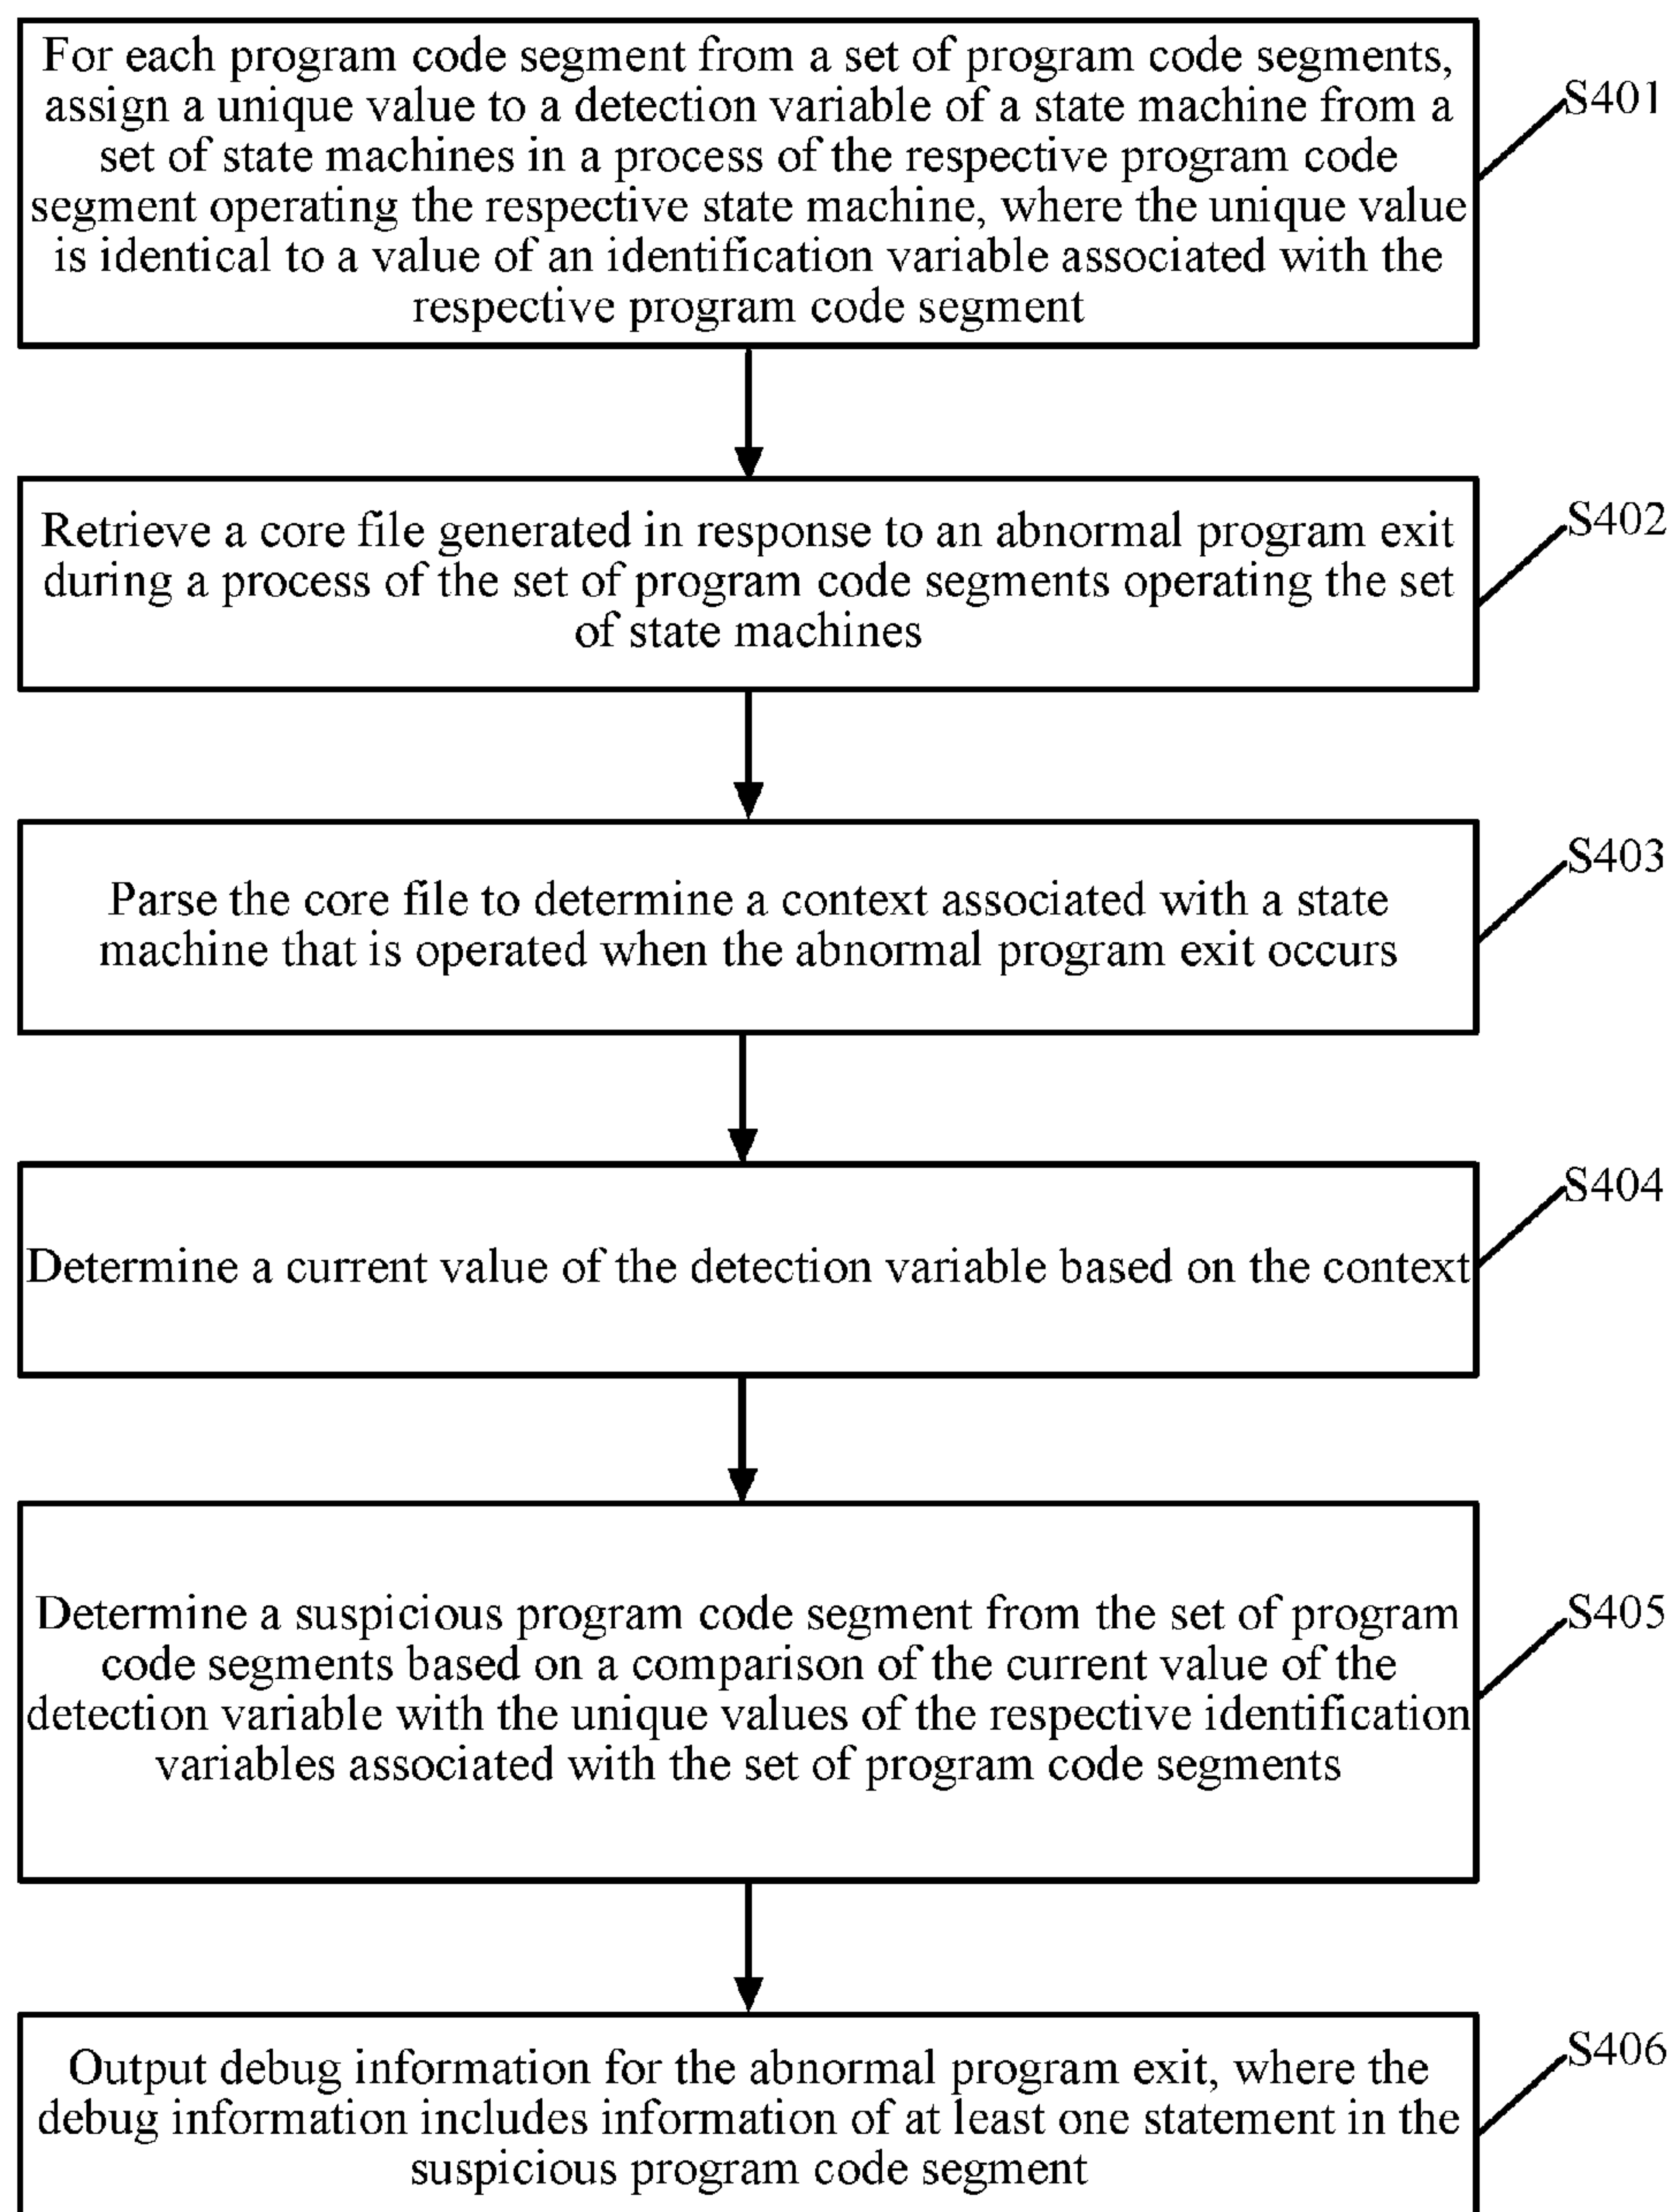 For each program code segment from a set of program code segments,
assign a unique value to a detection variable of a state machine from a
set of state machines in a process of the respective program code
segment operating the respective state machine, where the unique value
is identical to a value of an identification variable associated with the
respective program code segment
S401
Retrieve a core file generated in response to an abnormal program exit
during a process of the set of program code segments operating the set
of state machines
S402
Parse the core file to determine a context associated with a state
machine that is operated when the abnormal program exit occurs
S403
Determine a current value of the detection variable based on the context
S404
Determine a suspicious program code segment from the set of program
code segments based on a comparison of the current value of the
detection variable with the unique values of the respective identification
variables associated with the set of program code segments
S405
Output debug information for the abnormal program exit, where the
debug information includes information of at least one statement in the
suspicious program code segment
S406